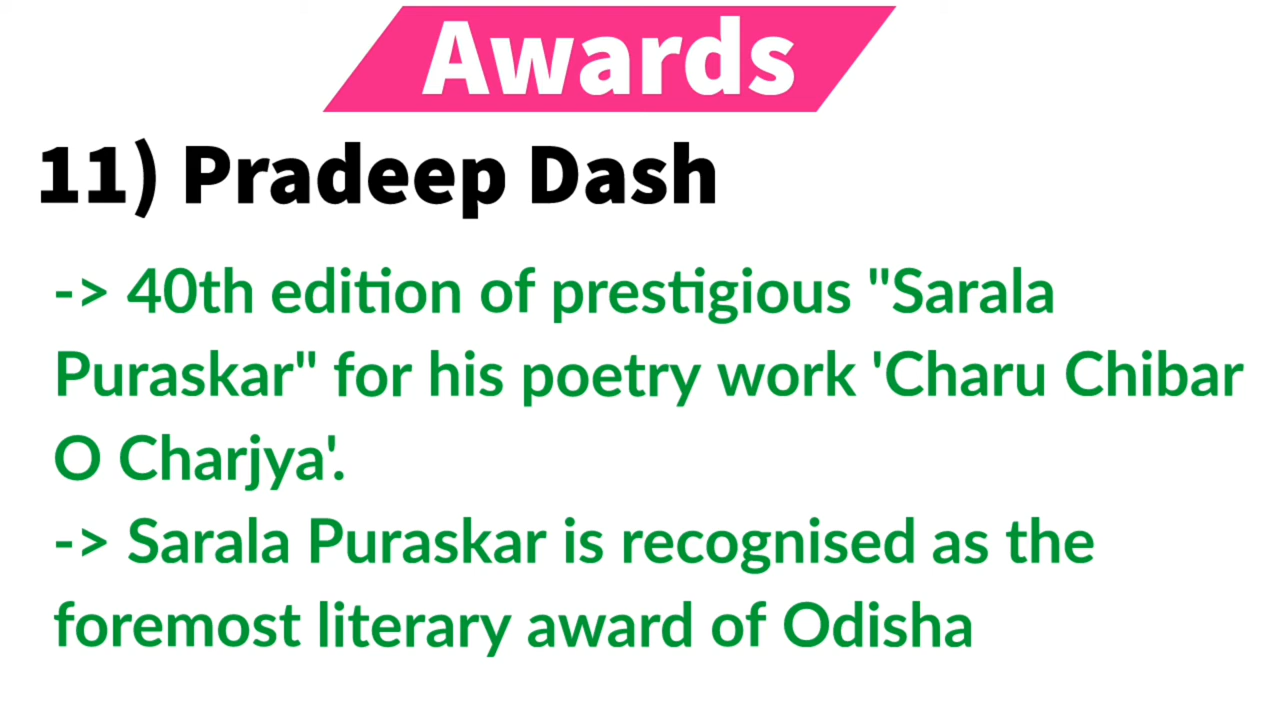 Awards
11) Pradeep Dash
-> 40th edition of prestigious "Sarala
Puraskar" for his poetry work 'Charu Chibar
O Charjya'.
-> Sarala Puraskar is recognised as the
foremost literary award of Odisha